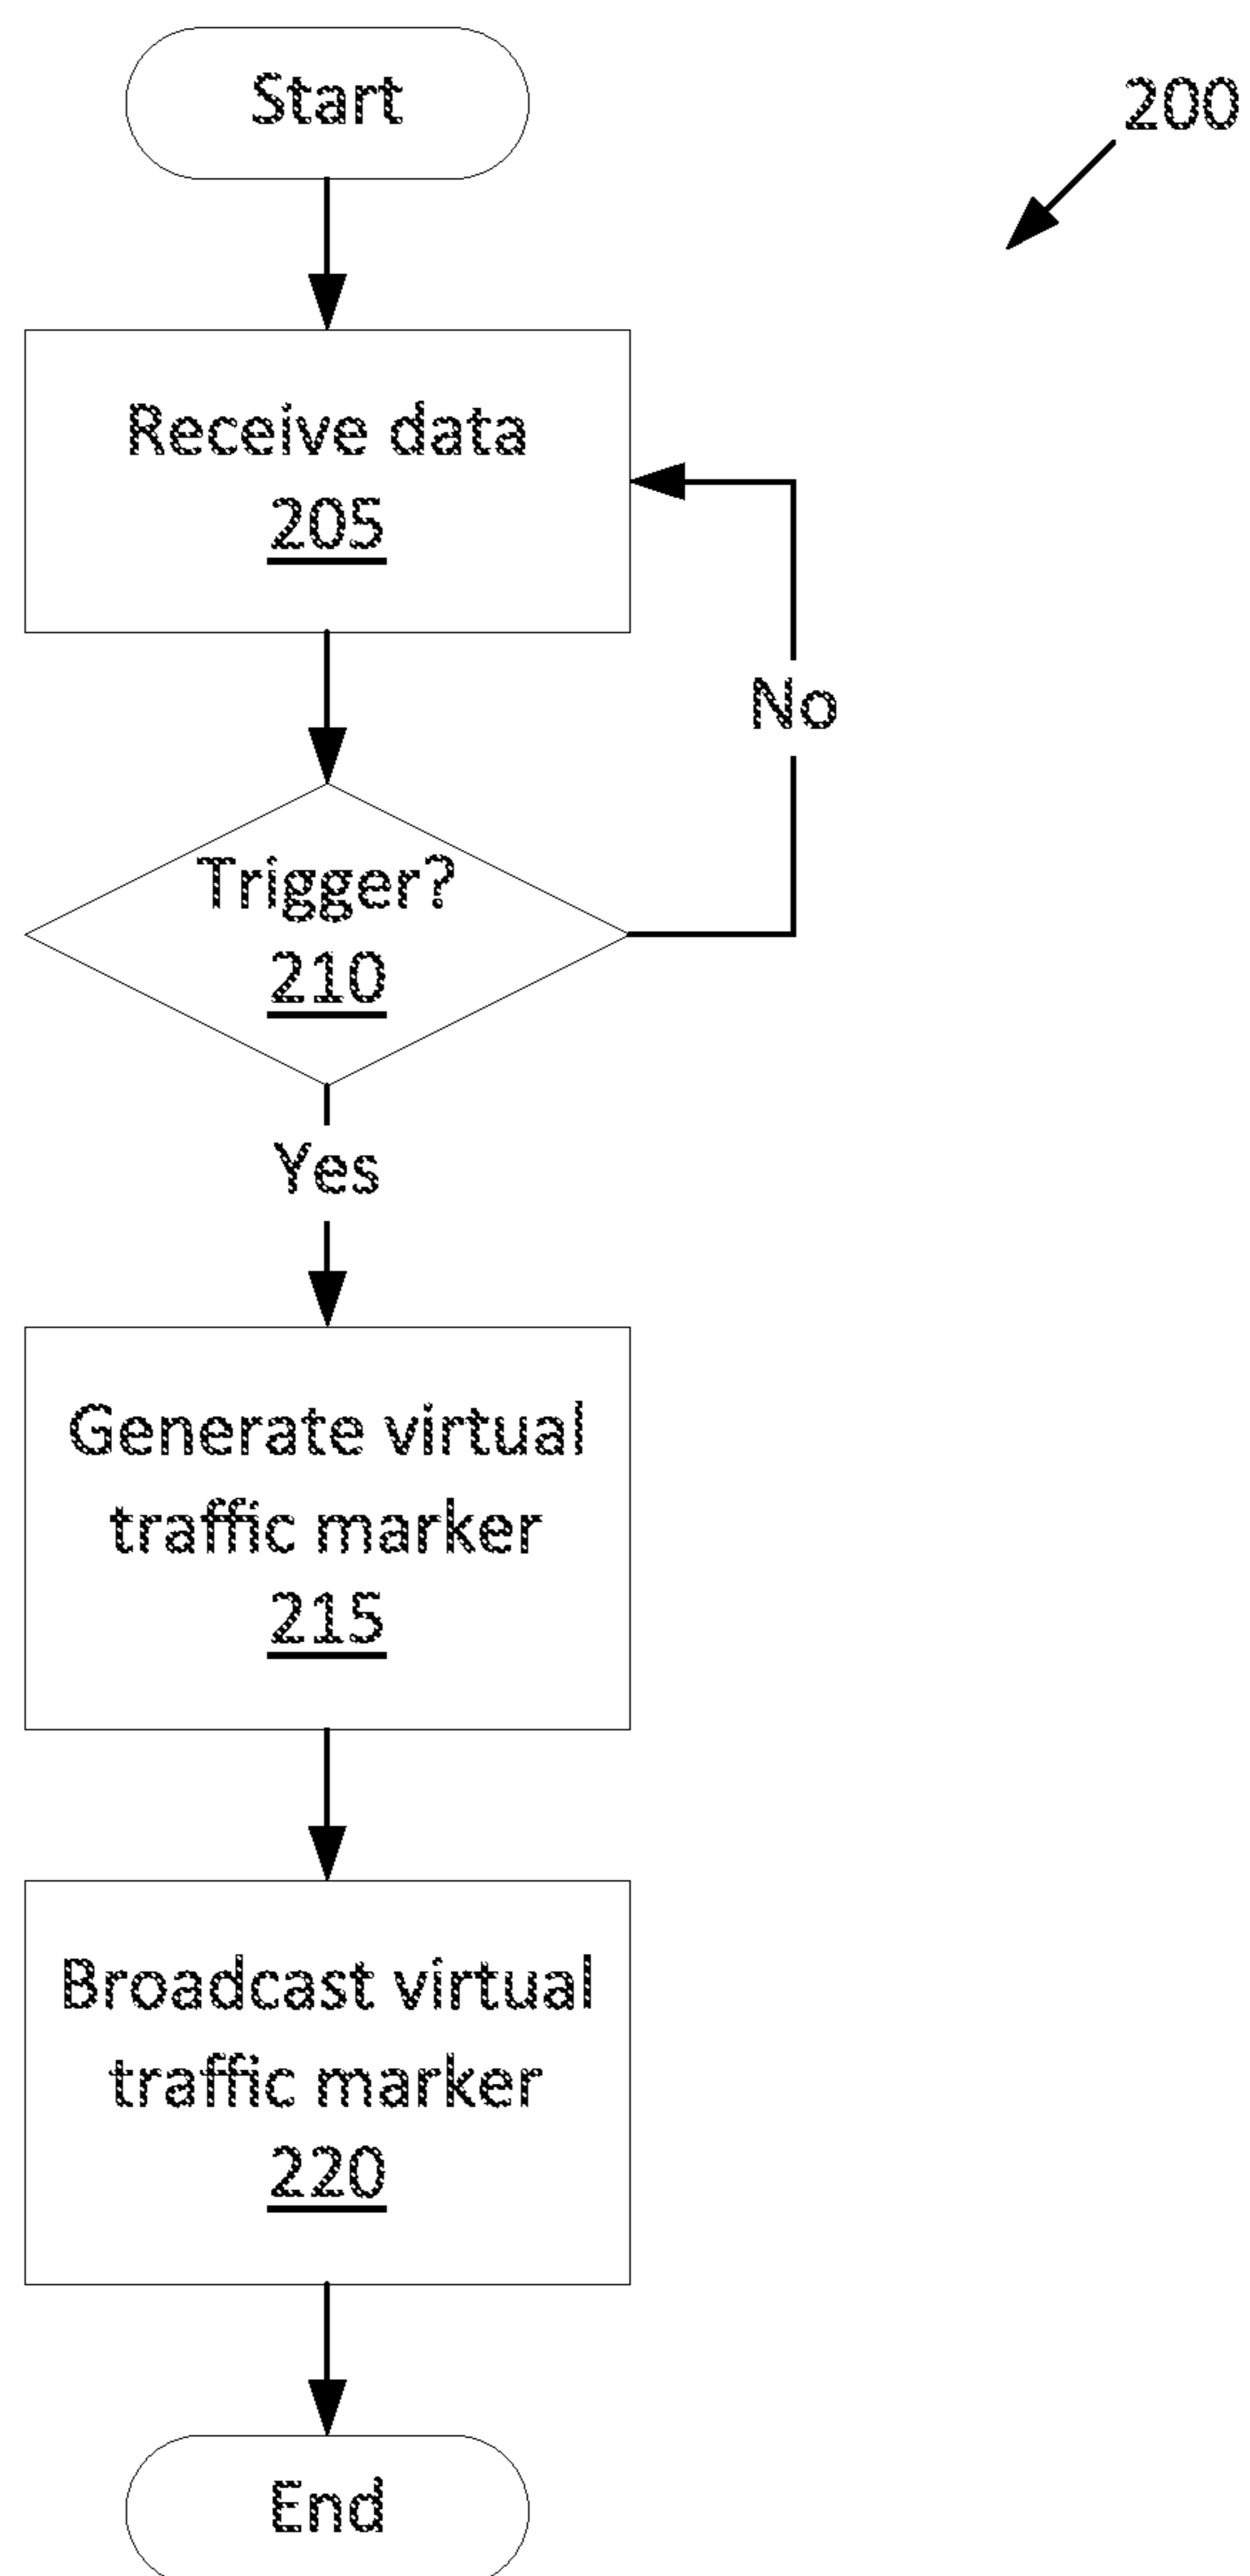 Start
200
Receive data
205
No
Trigger?
210
Yes
Generate virtual
traffic marker
215
Broadcast virtual
traffic marker
220
End